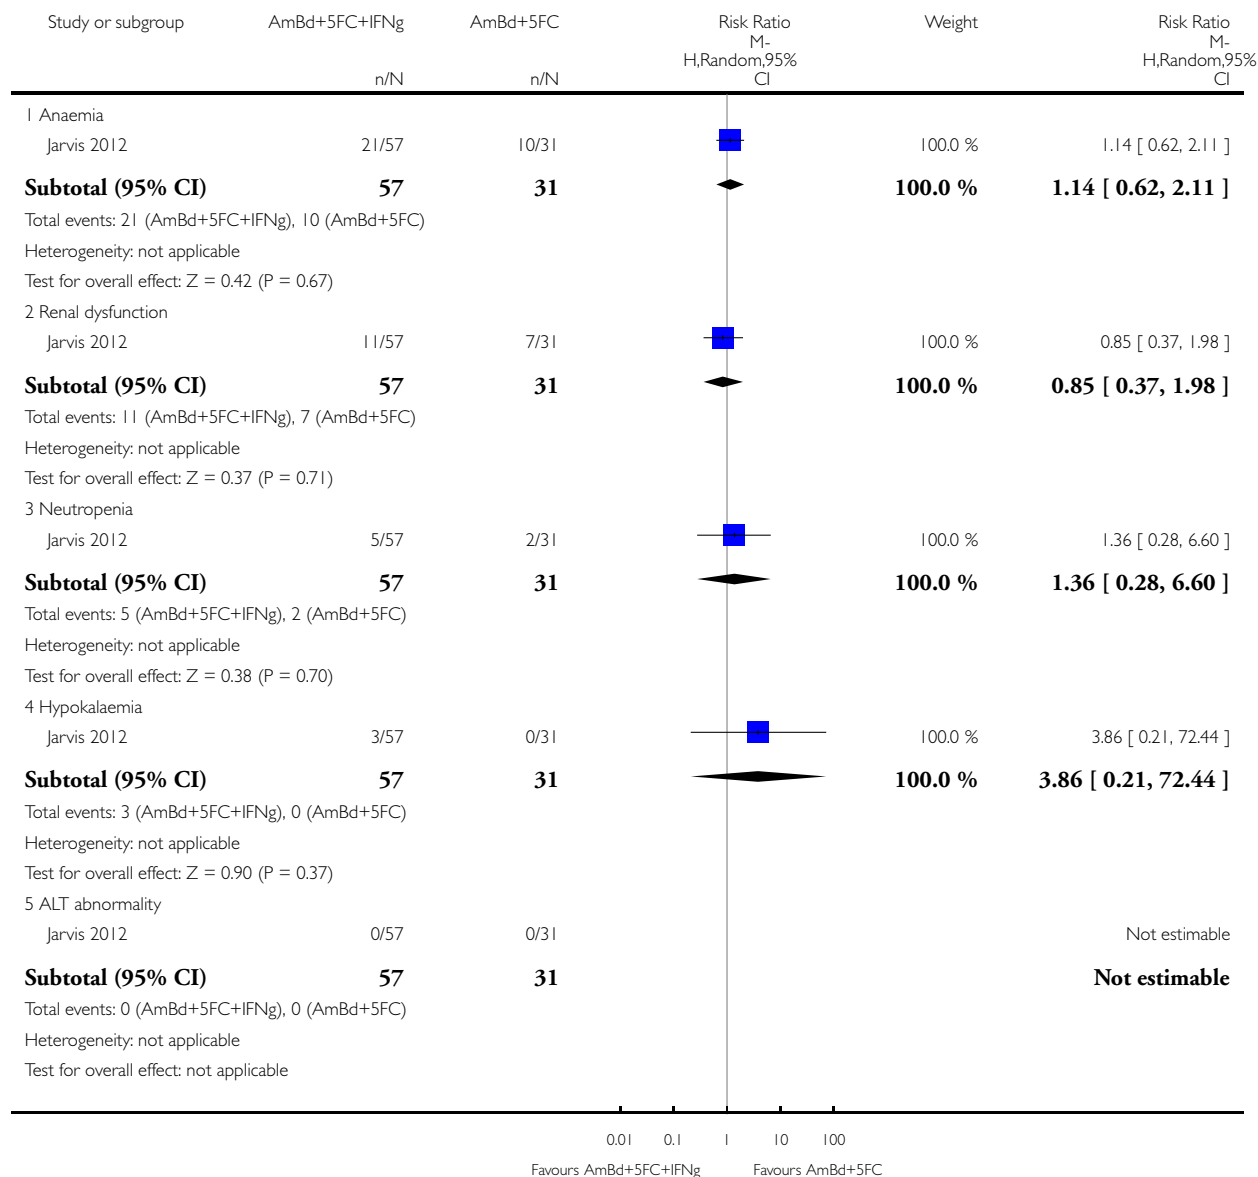 Study or subgroup AmBd+5FC+IFNg AmBd+5FC Risk Ratio Weight Risk Ratio
M- M-
H,Random,95% H,Random,95%
n/N n/N CI CI
1 Anaemia
Jarvis 2012 21/57 10/31 100.0 % 1.14 [ 0.62, 2.11 ]
Subtotal (95% CI) 57 31 100.0 % 1.14 [ 0.62, 2.11 ]
Total events: 21 (AmBd+5FC+IFNg), 10 (AmBd+5FC)
Heterogeneity: not applicable
Test for overall effect: Z = 0.42 (P = 0.67)
2 Renal dysfunction
Jarvis 2012 11/57 7/31 100.0 % 0.85 [ 0.37, 1.98 ]
Subtotal (95% CI) 57 31 100.0 % 0.85 [ 0.37, 1.98 ]
Total events: 11 (AmBd+5FC+IFNg), 7 (AmBd+5FC)
Heterogeneity: not applicable
Test for overall effect: Z = 0.37 (P = 0.71)
3 Neutropenia
Jarvis 2012 5/57 2/31 100.0 % 1.36 [ 0.28, 6.60 ]
Subtotal (95% CI) 57 31 100.0 % 1.36 [ 0.28, 6.60 ]
Total events: 5 (AmBd+5FC+IFNg), 2 (AmBd+5FC)
Heterogeneity: not applicable
Test for overall effect: Z = 0.38 (P = 0.70)
4 Hypokalaemia
Jarvis 2012 3/57 0/31 100.0 % 3.86 [ 0.21, 72.44 ]
Subtotal (95% CI) 57 31 100.0 % 3.86 [ 0.21, 72.44 ]
Total events: 3 (AmBd+5FC+IFNg), 0 (AmBd+5FC)
Heterogeneity: not applicable
Test for overall effect: Z = 0.90 (P = 0.37)
5 ALT abnormality
Jarvis 2012 0/57 0/31 Not estimable
Subtotal (95% CI) 57 31 Not estimable
Total events: 0 (AmBd+5FC+IFNg), 0 (AmBd+5FC)
Heterogeneity: not applicable
Test for overall effect: not applicable
0.01 0.1 1 10 100
Favours AmBd+5FC+IFNg Favours AmBd+5FC